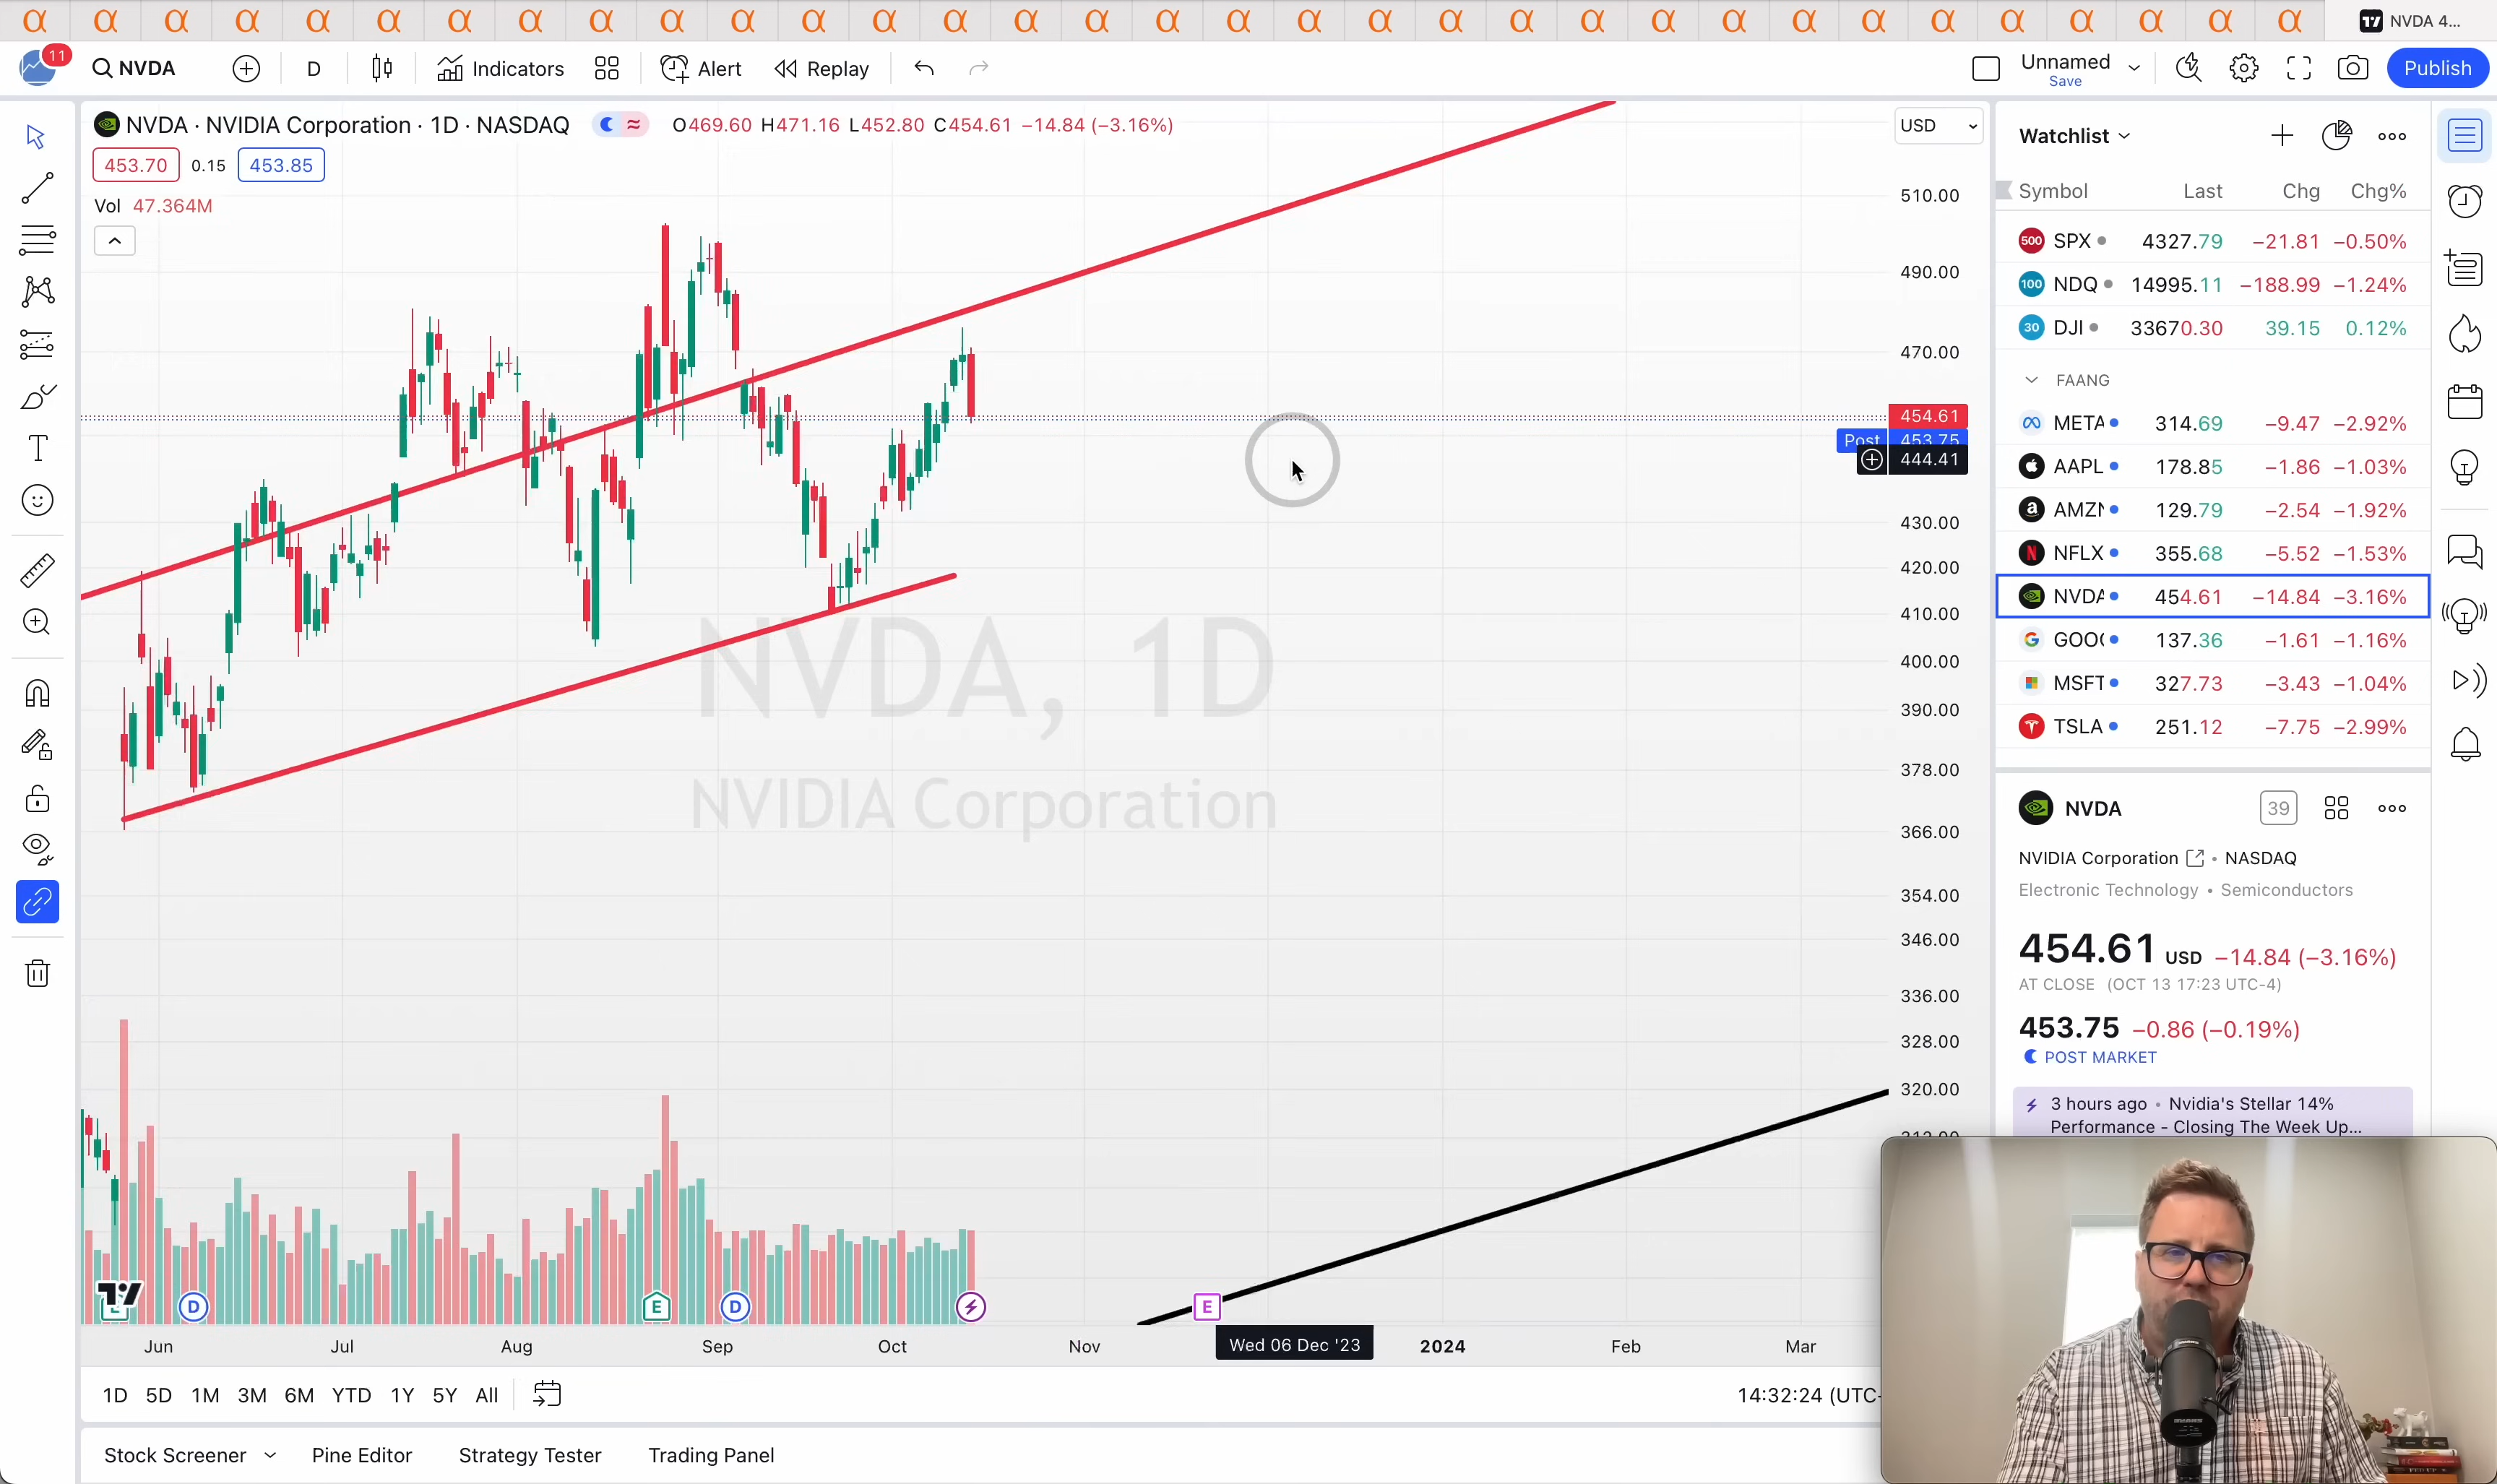 α α α α α α α α α α α α α α α α α α α α α α α α α α α α α α α α α NVDA 4...
11 NVDA D Indicators Alert Replay Unnamed Save Publish
NVDA · NVIDIA Corporation · 1D · NASDAQ O469.60 H471.16 L452.80 C454.61 −14.84 (−3.16%)
453.70 0.15 453.85
Vol 47.364M
USD
510.00
490.00
470.00
454.61
Post 453.75
444.41
430.00
420.00
410.00
400.00
390.00
378.00
366.00
354.00
346.00
336.00
328.00
320.00
NVDA, 1D
NVIDIA Corporation
E D E D E
Jun Jul Aug Sep Oct Nov Wed 06 Dec '23 2024 Feb Mar
1D 5D 1M 3M 6M YTD 1Y 5Y All 14:32:24 (UTC-
Stock Screener Pine Editor Strategy Tester Trading Panel
Watchlist
Symbol Last Chg Chg%
500 SPX 4327.79 −21.81 −0.50%
100 NDQ 14995.11 −188.99 −1.24%
30 DJI 33670.30 39.15 0.12%
FAANG
META 314.69 −9.47 −2.92%
AAPL 178.85 −1.86 −1.03%
AMZN 129.79 −2.54 −1.92%
NFLX 355.68 −5.52 −1.53%
NVDA 454.61 −14.84 −3.16%
GOO 137.36 −1.61 −1.16%
MSFT 327.73 −3.43 −1.04%
TSLA 251.12 −7.75 −2.99%
NVDA 39
NVIDIA Corporation • NASDAQ
Electronic Technology • Semiconductors
454.61 USD −14.84 (−3.16%)
AT CLOSE (OCT 13 17:23 UTC-4)
453.75 −0.86 (−0.19%)
POST MARKET
3 hours ago • Nvidia's Stellar 14%
Performance - Closing The Week Up...